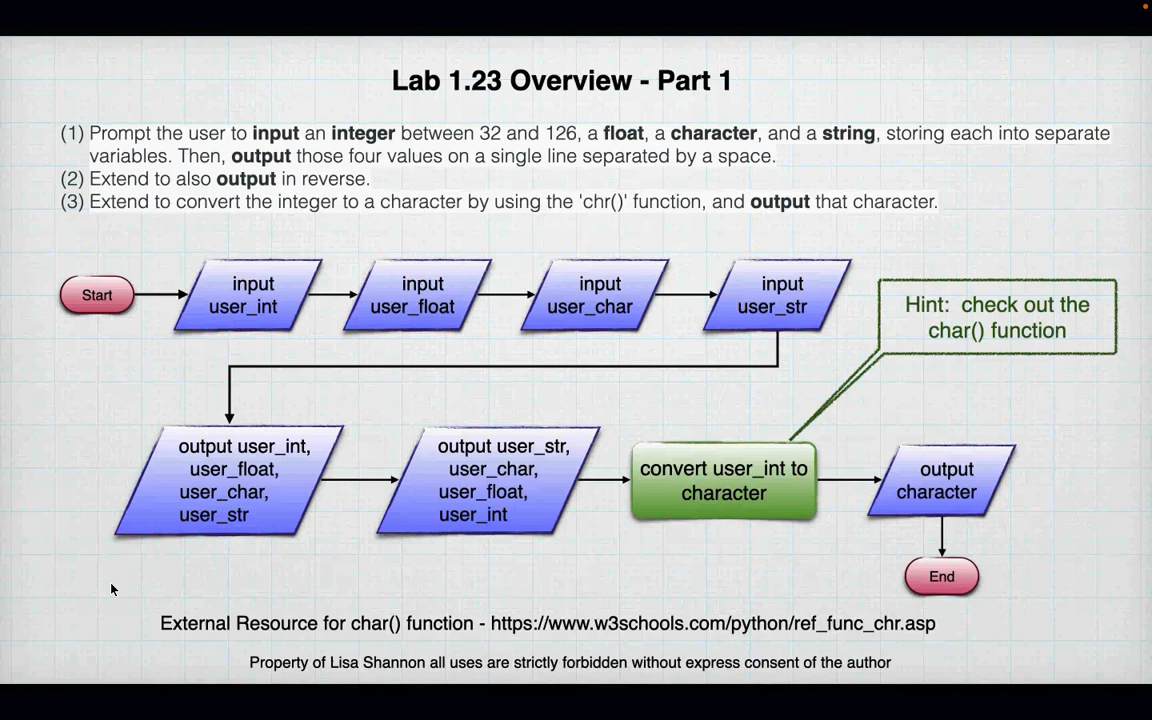 Lab 1.23 Overview - Part 1
(1) Prompt the user to input an integer between 32 and 126, a float, a character, and a string, storing each into separate
variables. Then, output those four values on a single line separated by a space.
(2) Extend to also output in reverse.
(3) Extend to convert the integer to a character by using the 'chr()' function, and output that character.
Start
input
user_int
input
user_float
input
user_char
input
user_str
Hint: check out the
char() function
output user_int,
user_float,
user_char,
user_str
output user_str,
user_char,
user_float,
user_int
convert user_int to
character
output
character
End
External Resource for char() function - https://www.w3schools.com/python/ref_func_chr.asp
Property of Lisa Shannon all uses are strictly forbidden without express consent of the author